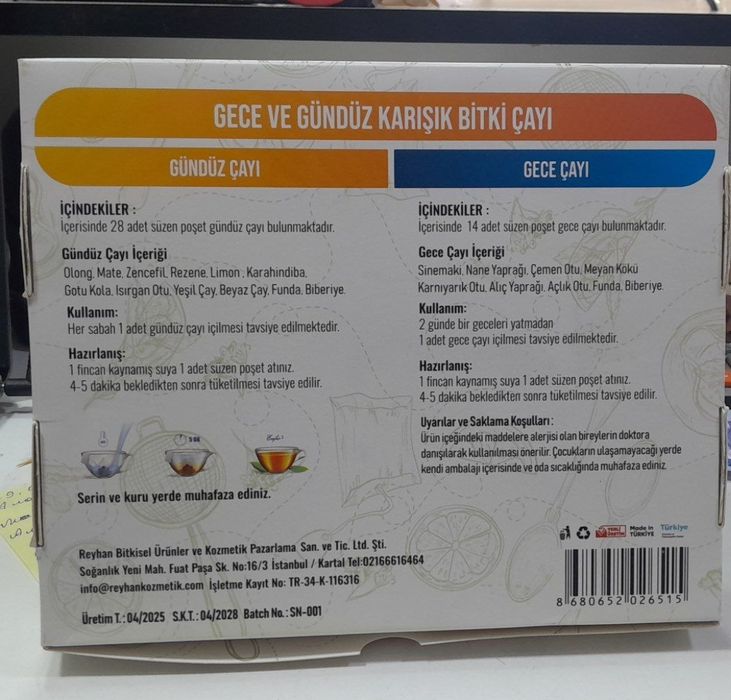 GECE VE GÜNDÜZ KARIŞIK BİTKİ ÇAYI
GÜNDÜZ ÇAYI
İÇİNDEKİLER :
İçerisinde 28 adet süzen poşet gündüz çayı bulunmaktadır.
Gündüz Çayı İçeriği
Olong, Mate, Zencefil, Rezene, Limon , Karahindiba,
Gotu Kola, Isırgan Otu, Yeşil Çay, Beyaz Çay, Funda, Biberiye.
Kullanım:
Her sabah 1 adet gündüz çayı içilmesi tavsiye edilmektedir.
Hazırlanış:
1 fincan kaynamış suya 1 adet süzen poşet atınız.
4-5 dakika bekledikten sonra tüketilmesi tavsiye edilir.
Serin ve kuru yerde muhafaza ediniz.
GECE ÇAYI
İÇİNDEKİLER :
İçerisinde 14 adet süzen poşet gece çayı bulunmaktadır.
Gece Çayı İçeriği
Sinemaki, Nane Yaprağı, Çemen Otu, Meyan Kökü
Karnıyarık Otu, Alıç Yaprağı, Açlık Otu, Funda, Biberiye.
Kullanım:
2 günde bir geceleri yatmadan
1 adet gece çayı içilmesi tavsiye edilmektedir.
Hazırlanış:
1 fincan kaynamış suya 1 adet süzen poşet atınız.
4-5 dakika bekledikten sonra tüketilmesi tavsiye edilir.
Uyarılar ve Saklama Koşulları :
Ürün içeğindeki maddelere alerjisi olan bireylerin doktora
danışılarak kullanılması önerilir. Çocukların ulaşamayacağı yerde
kendi ambalajı içerisinde ve oda sıcaklığında muhafaza ediniz.
Reyhan Bitkisel Ürünler ve Kozmetik Pazarlama San. ve Tic. Ltd. Şti.
Soğanlık Yeni Mah. Fuat Paşa Sk. No:16/3 İstanbul / Kartal Tel:02166616464
info@reyhankozmetik.com İşletme Kayıt No: TR-34-K-116316
Üretim T. : 04/2025 S.K.T. : 04/2028 Batch No. : SN-001
YERLİ ÜRETİM
Made in
TÜRKİYE
Türkiye
8 680652 026515